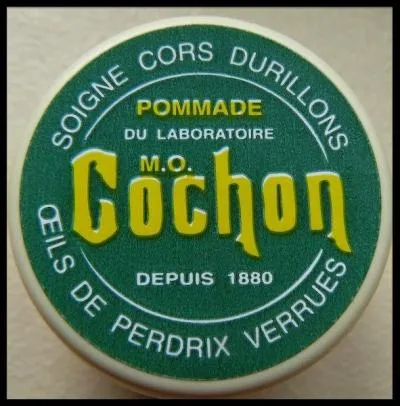 SOIGNE CORS DURILLONS
POMMADE
DU LABORATOIRE
M.O.
Cochon
DEPUIS 1880
ŒILS DE PERDRIX VERRUES